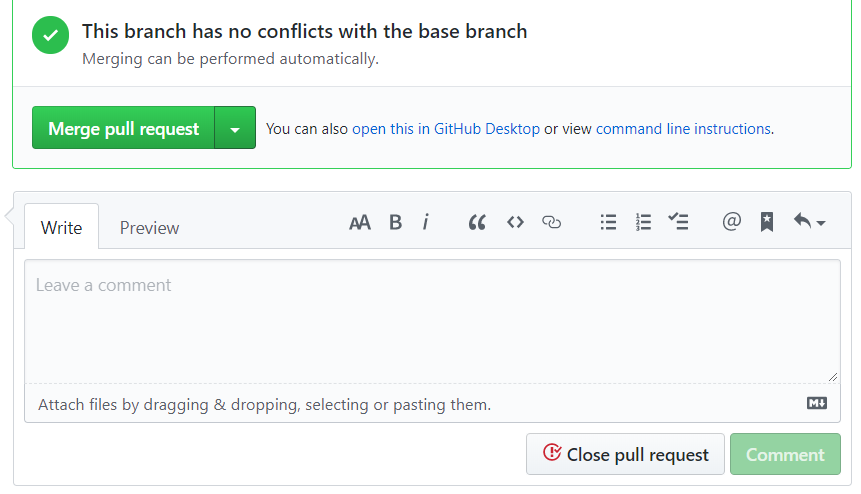 This branch has no conflicts with the base branch
Merging can be performed automatically.
Merge pull request You can also open this in GitHub Desktop or view command line instructions.
Write Preview AA B i @
Leave a comment
Attach files by dragging & dropping, selecting or pasting them.
Close pull request Comment